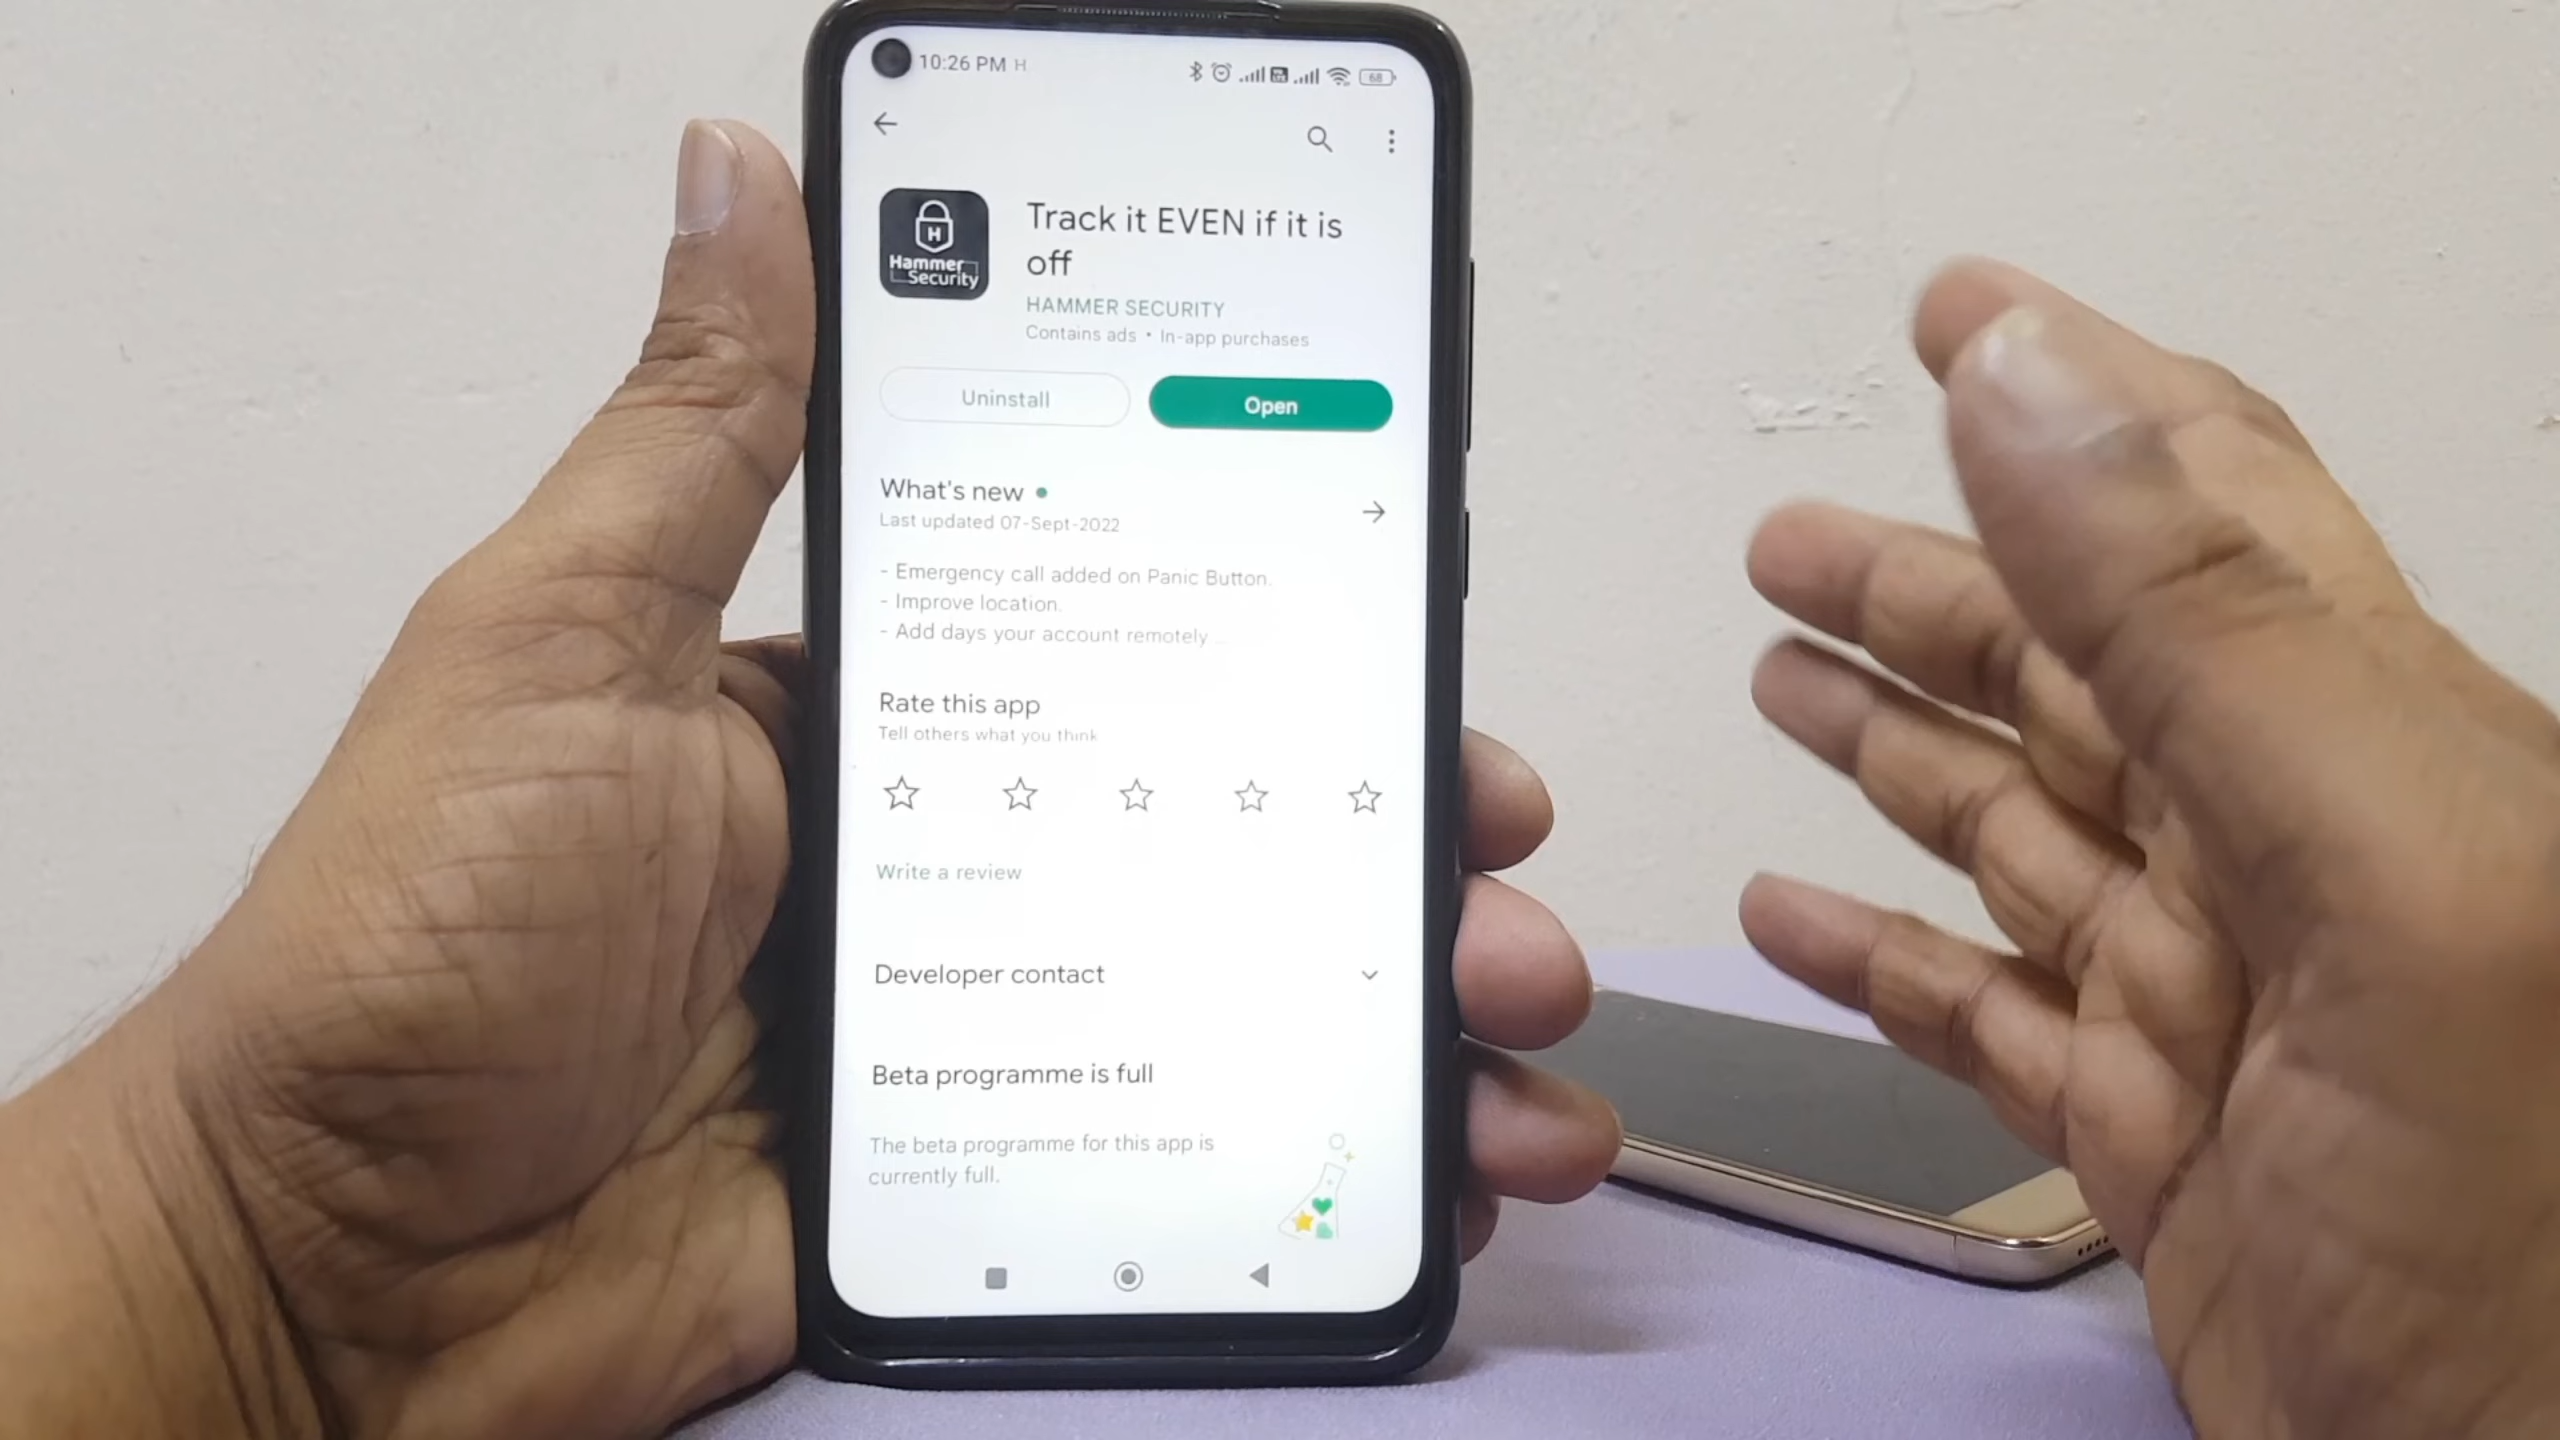 10:26 PM H
68
H
Hammer
Security
Track it EVEN if it is
off
HAMMER SECURITY
Contains ads • In-app purchases
Uninstall
Open
What's new
Last updated 07-Sept-2022
- Emergency call added on Panic Button.
- Improve location.
- Add days your account remotely ...
Rate this app
Tell others what you think
Write a review
Developer contact
Beta programme is full
The beta programme for this app is
currently full.